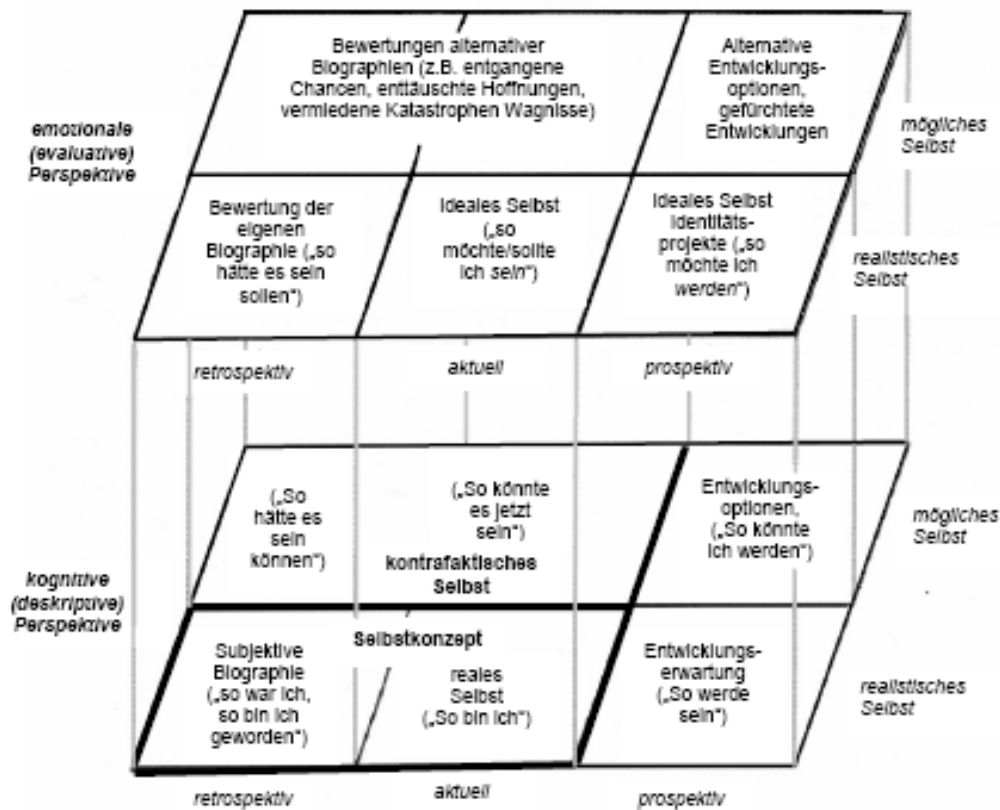 Bewertungen alternativer
Biographien (z.B. entgangene
Chancen, enttäuschte Hoffnungen,
vermiedene Katastrophen Wagnisse)
Alternative
Entwicklungs-
optionen,
gefürchtete
Entwicklungen
emotionale
(evaluative)
Perspektive
mögliches
Selbst
Bewertung der
eigenen
Biographie („so
hätte es sein
sollen“)
Ideales Selbst
(„so
möchte/sollte
ich sein“)
Ideales Selbst
Identitäts-
projekte („so
möchte ich
werden“)
realistisches
Selbst
retrospektiv
aktuell
prospektiv
(„So
hätte es
sein
können“)
(„So könnte
es jetzt
sein“)
kontrafaktisches
Selbst
Entwicklungs-
optionen,
(„So könnte
ich werden“)
mögliches
Selbst
kognitive
(deskriptive)
Perspektive
Selbstkonzept
Subjektive
Biographie
(„so war ich,
so bin ich
geworden“)
reales
Selbst
(„So bin ich“)
Entwicklungs-
erwartung
(„So werde
sein“)
realistisches
Selbst
retrospektiv
aktuell
prospektiv